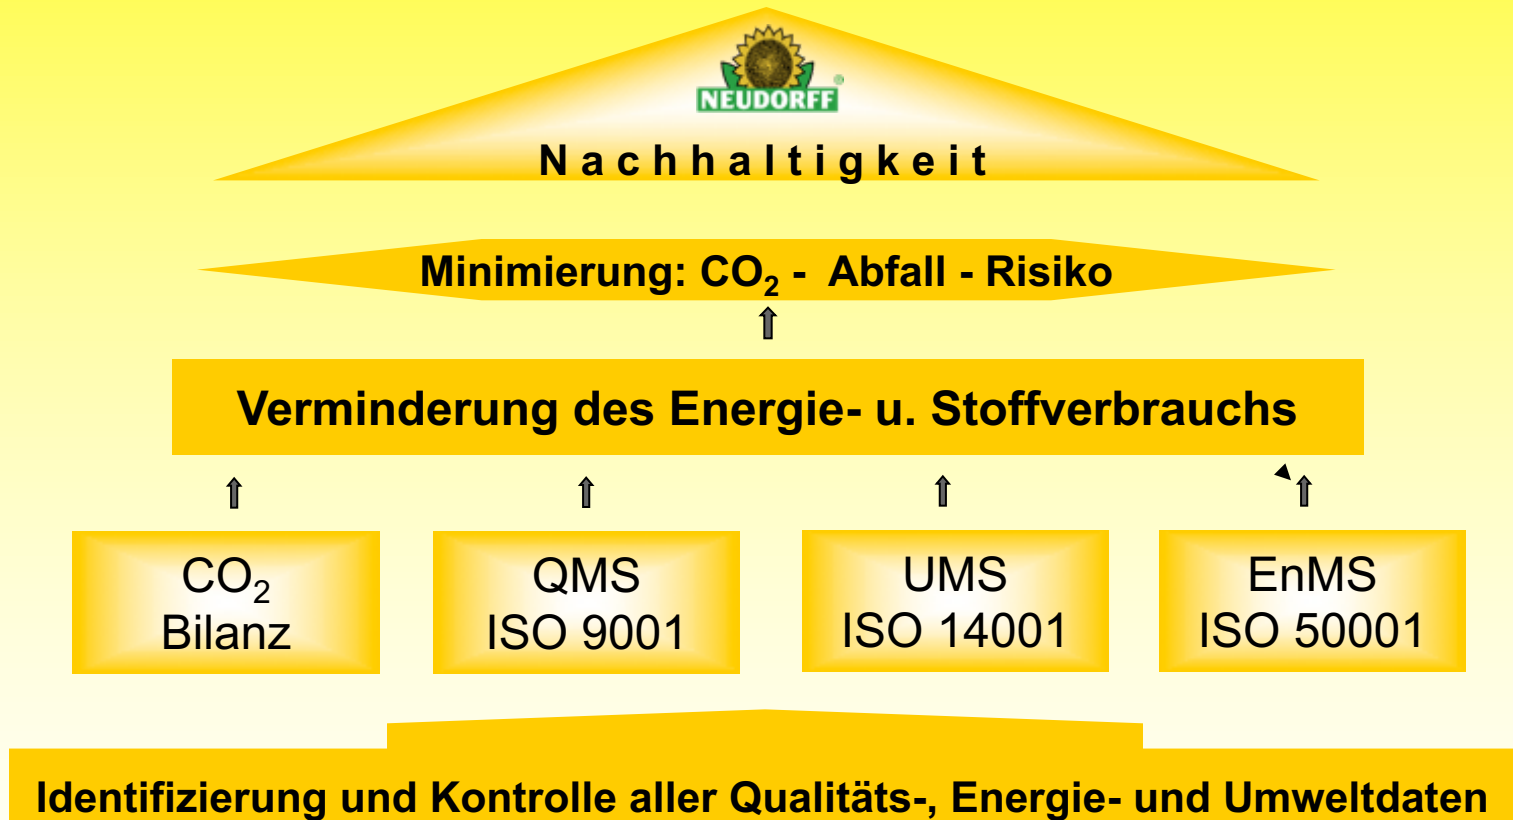 NEUDORFF®
Nachhaltigkeit
Minimierung: CO₂ - Abfall - Risiko
Verminderung des Energie- u. Stoffverbrauchs
CO₂
Bilanz
QMS
ISO 9001
UMS
ISO 14001
EnMS
ISO 50001
Identifizierung und Kontrolle aller Qualitäts-, Energie- und Umweltdaten